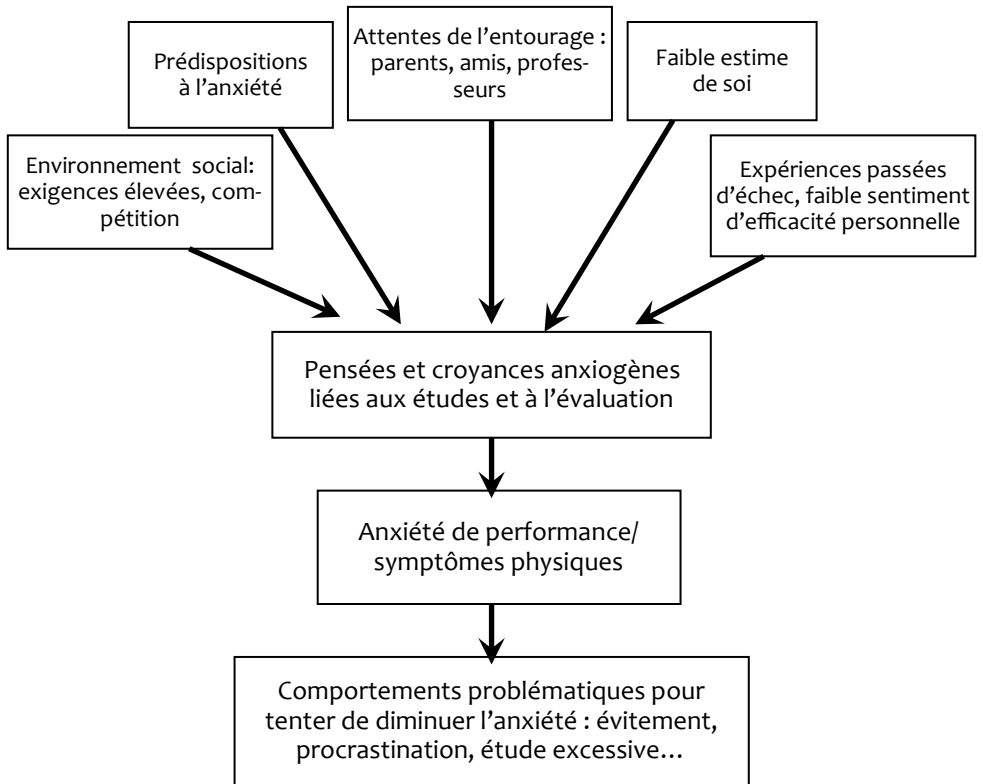 Attentes de l’entourage :
parents, amis, profes-
seurs
Prédispositions
à l’anxiété
Faible estime
de soi
Environnement social:
exigences élevées, com-
pétition
Expériences passées
d’échec, faible sentiment
d’efficacité personnelle
Pensées et croyances anxiogènes
liées aux études et à l’évaluation
Anxiété de performance/
symptômes physiques
Comportements problématiques pour
tenter de diminuer l’anxiété : évitement,
procrastination, étude excessive…